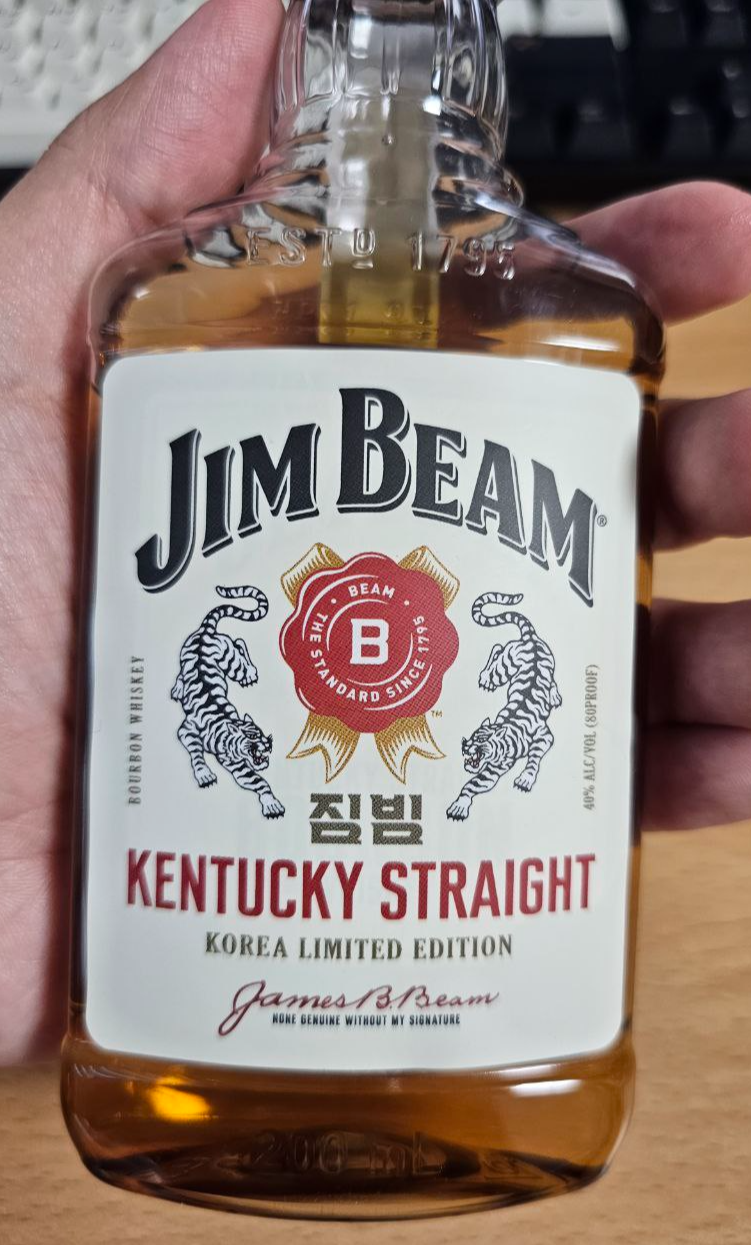 ESTD 1795
JIM BEAM®
BEAM
THE STANDARD SINCE 1795
B
™
BOURBON WHISKEY
40% ALC/VOL (80PROOF)
짐빔
KENTUCKY STRAIGHT
KOREA LIMITED EDITION
James B. Beam
NONE GENUINE WITHOUT MY SIGNATURE
200 mL